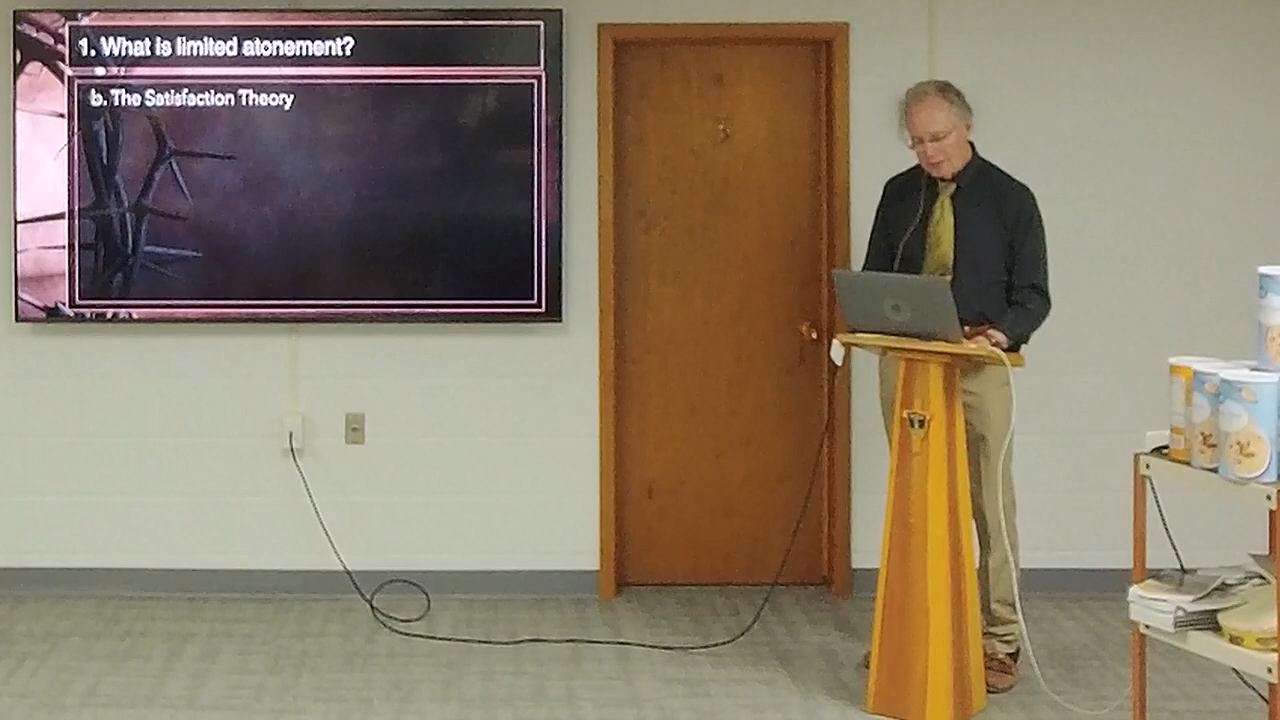 1. What is limited atonement?
b. The Satisfaction Theory